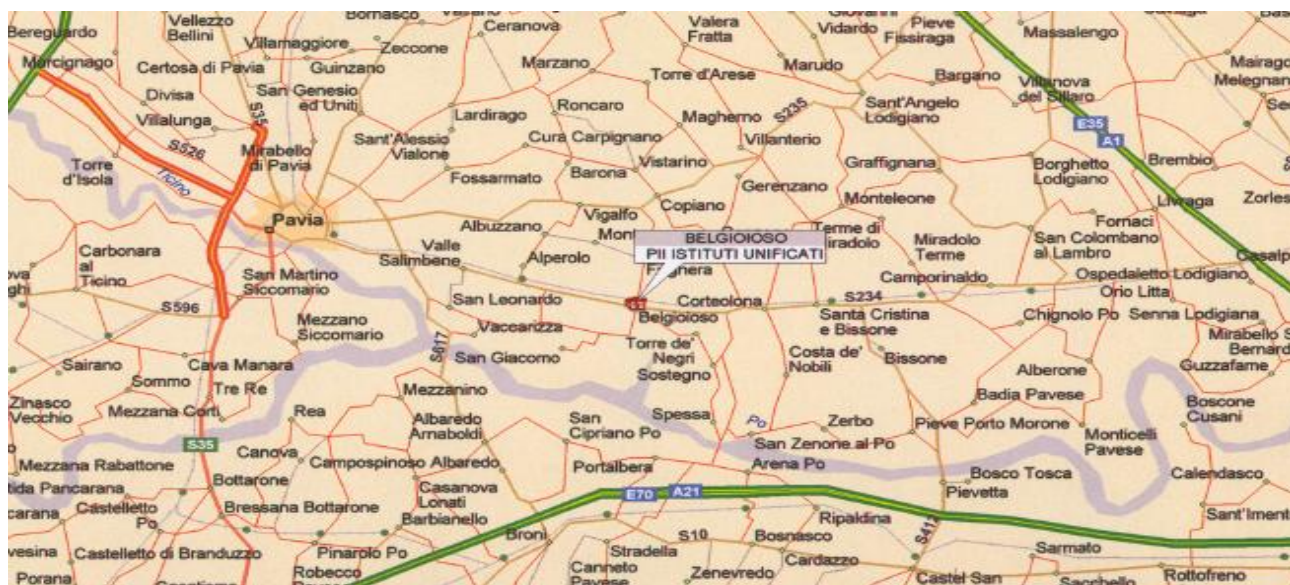 Bereguardo
Vellezzo
Bellini
Bornasco
Ceranova
Valera
Fratta
Vidardo
Pieve
Fissiraga
Massalengo
Mairago
Morcignago
Certosa di Pavia
Villamaggiore
Guinzano
Zeccone
Marzano
Torre d'Arese
Marudo
Bargano
Villanova
del Sillaro
Divisa
Villalunga
San Genesio
ed Uniti
S35
Lardirago
Roncaro
Magherno
S235
Sant'Angelo
Lodigiano
E35
A1
S526
Mirabello
di Pavia
Sant'Alessio
Vialone
Cura Carpignano
Villanterio
Torre
d'Isola
Ticino
Fossarmato
Barona
Vistarino
Graffignana
Borghetto
Lodigiano
Brembio
Gerenzano
Pavia
Albuzzano
Vigalfo
Copiano
Monteleone
Fornaci
Livraga
Carbonara
al
Ticino
Valle
Salimbene
Alperolo
BELGIOIOSO
PII ISTITUTI UNIFICATI
Terme di
Miradolo
Miradolo
Terme
San Colombano
al Lambro
San Martino
Siccomario
Camporinaldo
Ospedaletto Lodigiano
Orio Litta
S596
San Leonardo
Belgioioso
Corteolona
S234
Santa Cristina
e Bissone
Chignolo Po
Senna Lodigiana
Mezzano
Siccomario
Vaccarizza
S617
San Giacomo
Torre de'
Negri
Sostegno
Costa de'
Nobili
Bissone
Alberone
Guzzafame
Sairano
Cava Manara
Sommo
Tre Re
Mezzanino
Badia Pavese
Zinasco
Vecchio
Mezzana Corti
Rea
Albaredo
Arnaboldi
San
Cipriano Po
Spessa
Po
Zerbo
Pieve Porto Morone
Boscone
Cusani
S35
San Zenone al Po
Monticelli
Pavese
Mezzana Rabattone
Canova
Campospinoso Albaredo
Portalbera
Arena Po
Bosco Tosca
Calendasco
Bottarone
Casanova
Lonati
E70
A21
Pievetta
Castelletto
Po
Bressana Bottarone
Barbianello
Broni
Ripaldina
Castelletto di Branduzzo
Pinarolo Po
Stradella
S10
Bosnasco
Sarmato
Porana
Robecco
Canneto
Pavese
Zenevredo
Cardazzo
Castel San
Rottofreno